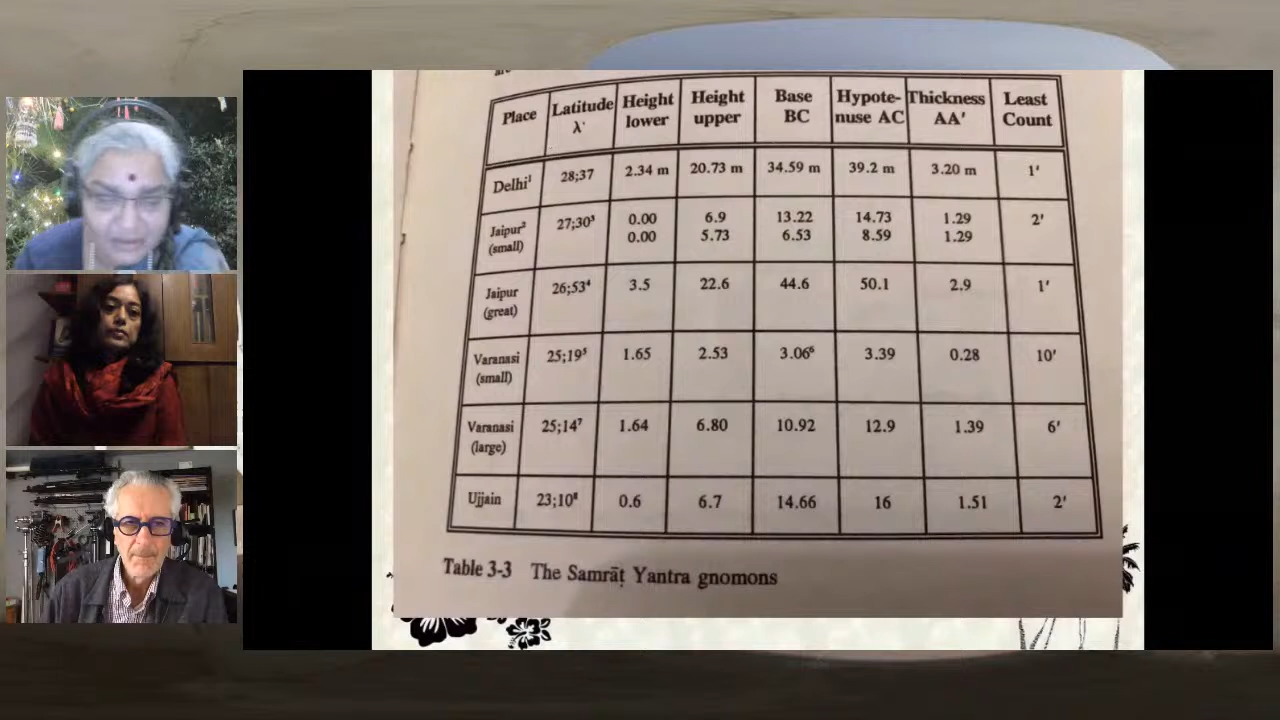 Place Latitude λ Height lower Height upper Base BC Hypote-nuse AC Thickness AA' Least Count
Delhi¹ 28;37 2.34 m 20.73 m 34.59 m 39.2 m 3.20 m 1'
Jaipur² (small) 27;30³ 0.00 6.9 13.22 14.73 1.29 2'
0.00 5.73 6.53 8.59 1.29
Jaipur (great) 26;53⁴ 3.5 22.6 44.6 50.1 2.9 1'
Varanasi (small) 25;19⁵ 1.65 2.53 3.06⁶ 3.39 0.28 10'
Varanasi (large) 25;14⁷ 1.64 6.80 10.92 12.9 1.39 6'
Ujjain 23;10⁸ 0.6 6.7 14.66 16 1.51 2'
Table 3-3 The Samrāṭ Yantra gnomons